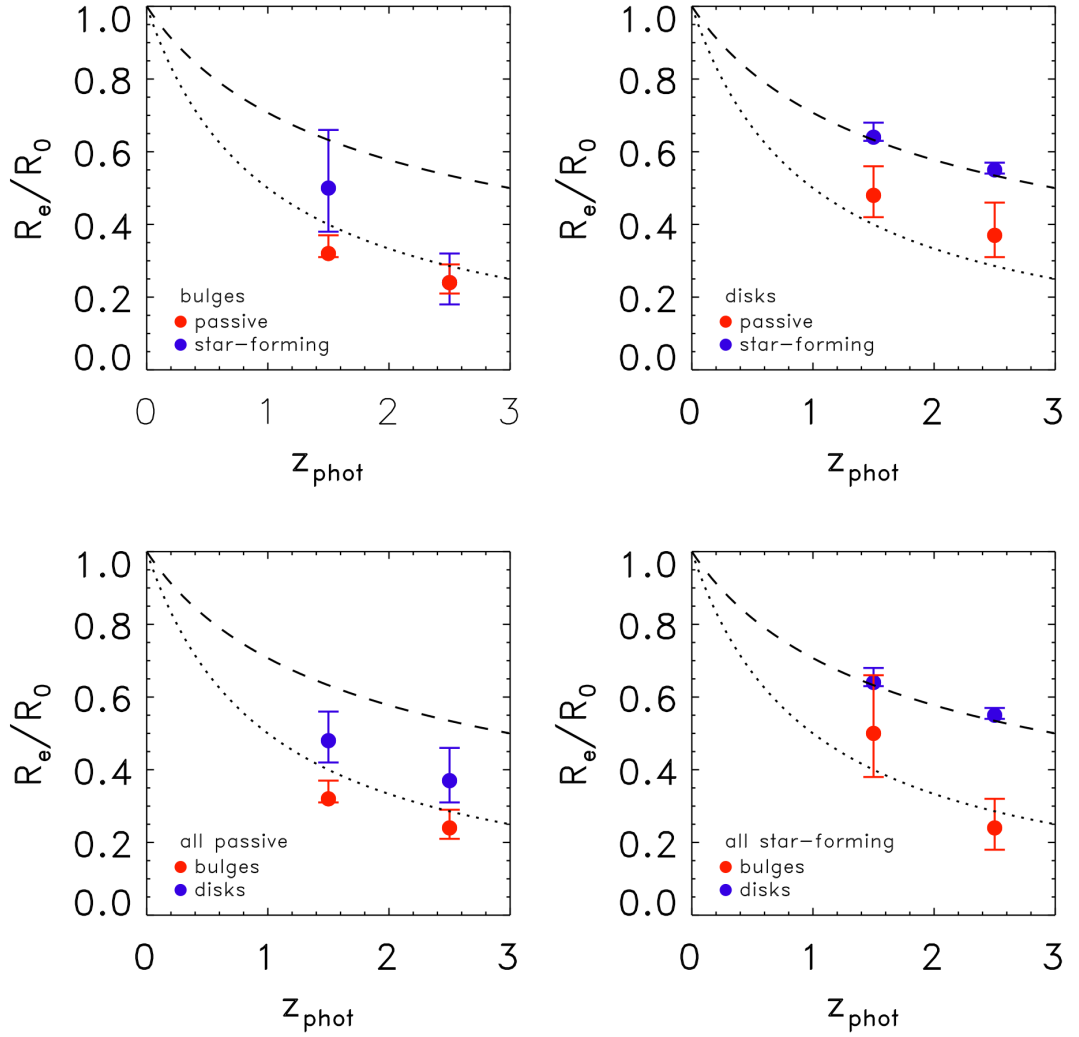 1.0
0.8
0.6
0.4
0.2
0.0
R_e/R_0
bulges
passive
star-forming
0 1 2 3
z_phot
1.0
0.8
0.6
0.4
0.2
0.0
R_e/R_0
disks
passive
star-forming
0 1 2 3
z_phot
1.0
0.8
0.6
0.4
0.2
0.0
R_e/R_0
all passive
bulges
disks
0 1 2 3
z_phot
1.0
0.8
0.6
0.4
0.2
0.0
R_e/R_0
all star-forming
bulges
disks
0 1 2 3
z_phot